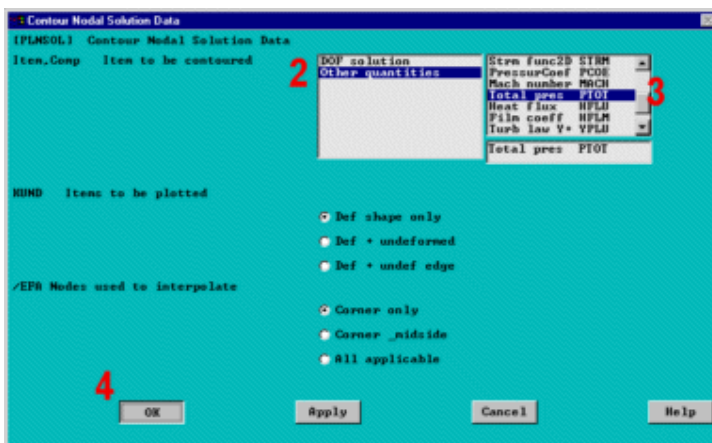 Contour Nodal Solution Data
[PLNSOL] Contour Nodal Solution Data
Item,Comp Item to be contoured
2
DOF solution
Other quantities
Strm func2D STRM
PressurCoef PCOE
Mach number MACH
Total pres PTOT
Heat flux HFLU
Film coeff HFLM
Turb law Y+ YPLU
3
Total pres PTOT
KUND Items to be plotted
Def shape only
Def + undeformed
Def + undef edge
/EFA Nodes used to interpolate
Corner only
Corner _midside
All applicable
4
OK Apply Cancel Help